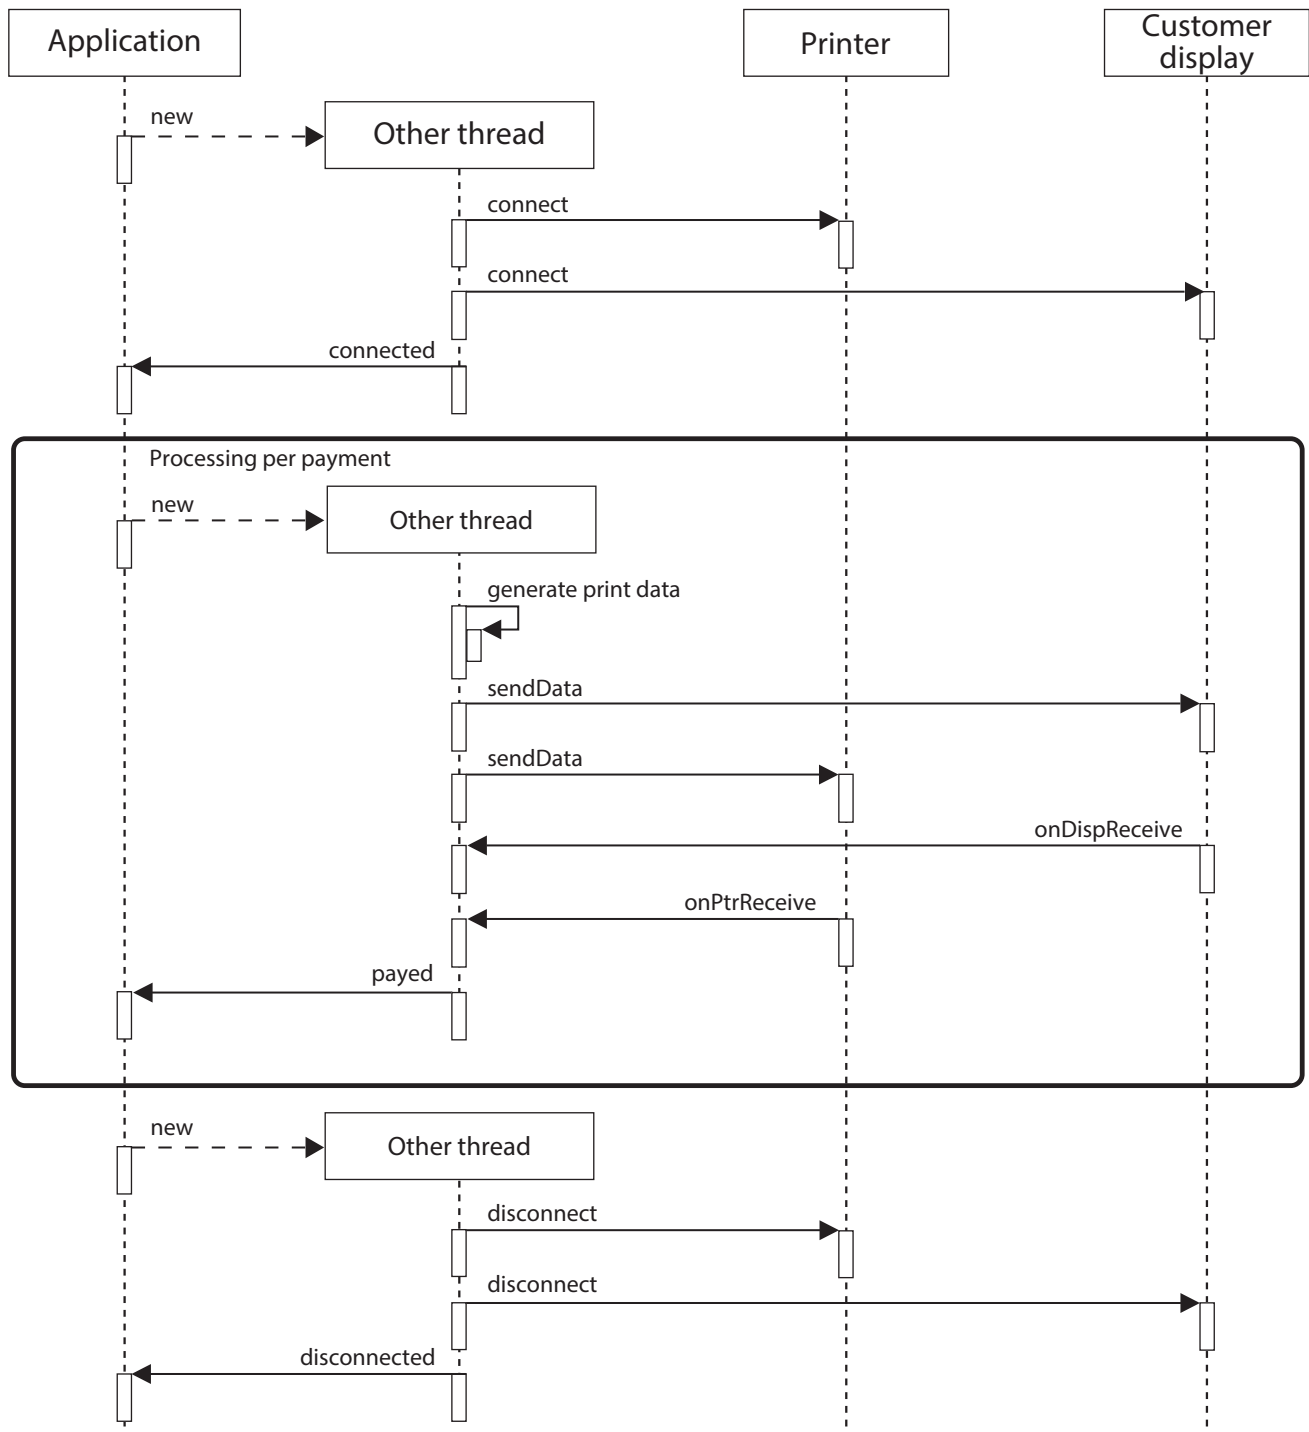 Application
Printer
Customer
display
new
Other thread
connect
connect
connected
Processing per payment
new
Other thread
generate print data
sendData
sendData
onDispReceive
onPtrReceive
payed
new
Other thread
disconnect
disconnect
disconnected